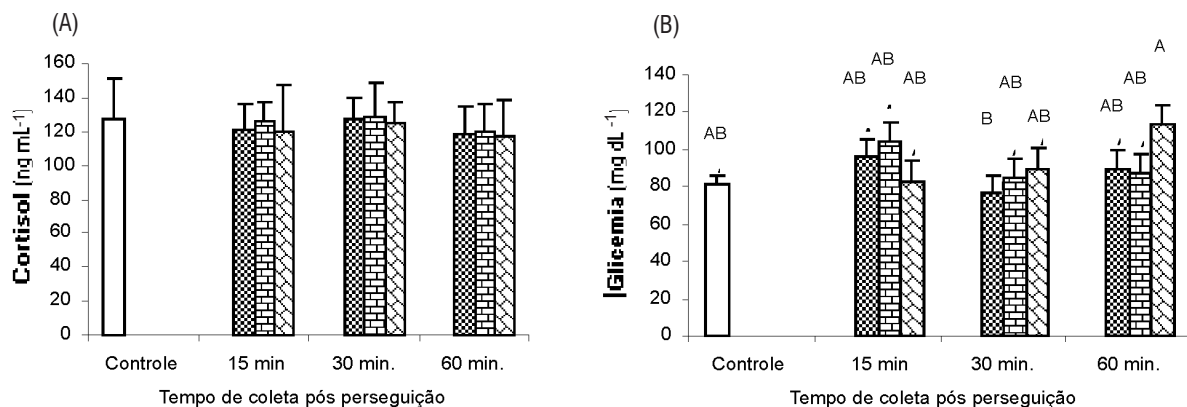 (A)
Cortisol (ng mL-1)
160
140
120
100
80
60
40
20
0
Controle 15 min 30 min. 60 min.
Tempo de coleta pós perseguição
(B)
Glicemia (mg dL -1)
140
120
100
80
60
40
20
0
AB
AB AB AB
B AB AB
AB AB A
Controle 15 min 30 min. 60 min.
Tempo de coleta pós perseguição